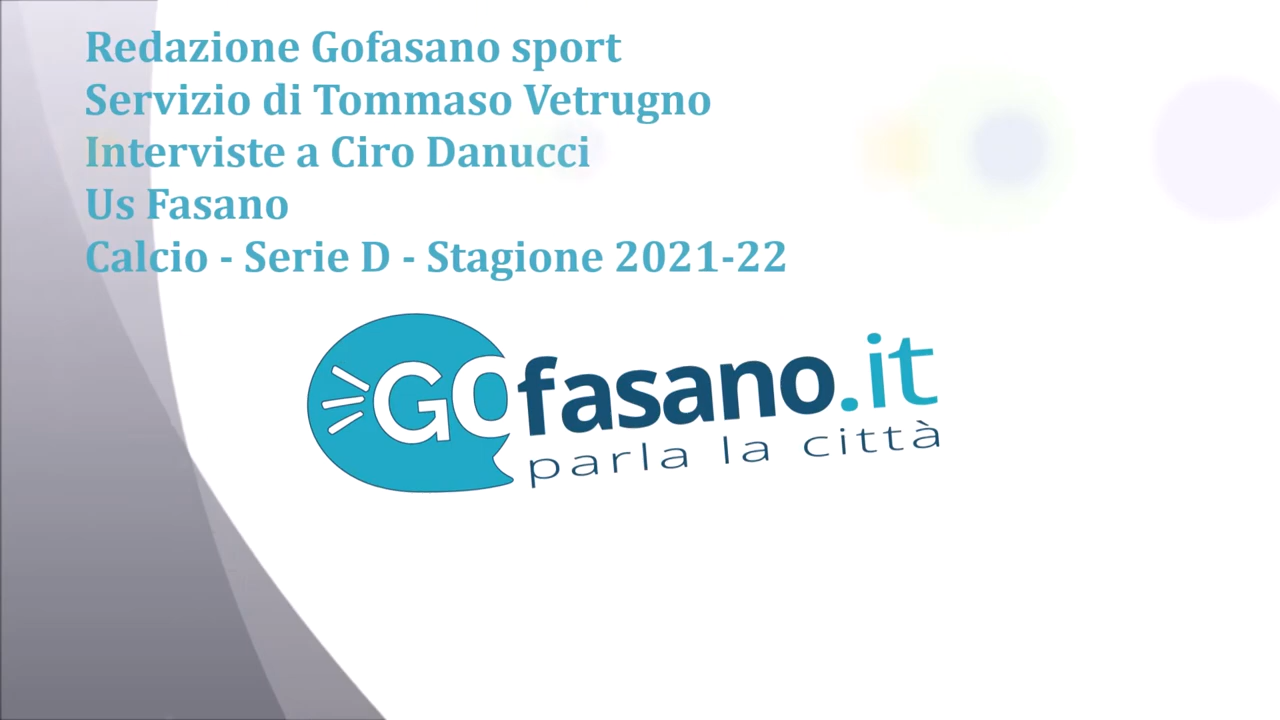 Redazione Gofasano sport
Servizio di Tommaso Vetrugno
Interviste a Ciro Danucci
Us Fasano
Calcio - Serie D - Stagione 2021-22
GOfasano.it
parla la città